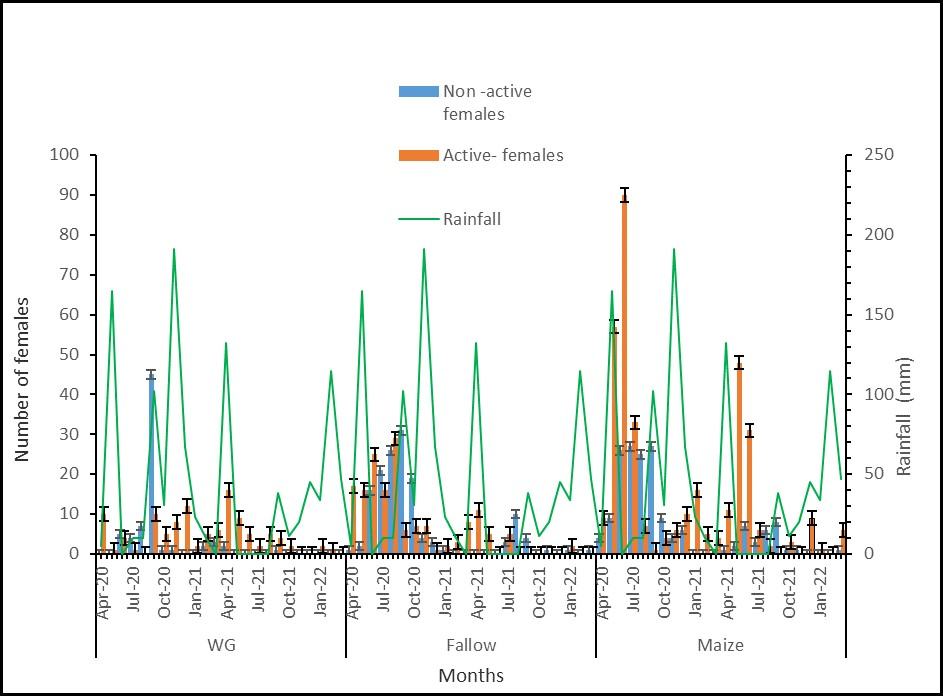 Non -active
females
Active- females
Rainfall
Number of females
100
90
80
70
60
50
40
30
20
10
0
250
200
150
100
50
0
Rainfall (mm)
Apr-20 Jul-20 Oct-20 Jan-21 Apr-21 Jul-21 Oct-21 Jan-22 Apr-20 Jul-20 Oct-20 Jan-21 Apr-21 Jul-21 Oct-21 Jan-22 Apr-20 Jul-20 Oct-20 Jan-21 Apr-21 Jul-21 Oct-21 Jan-22
WG Fallow Maize
Months